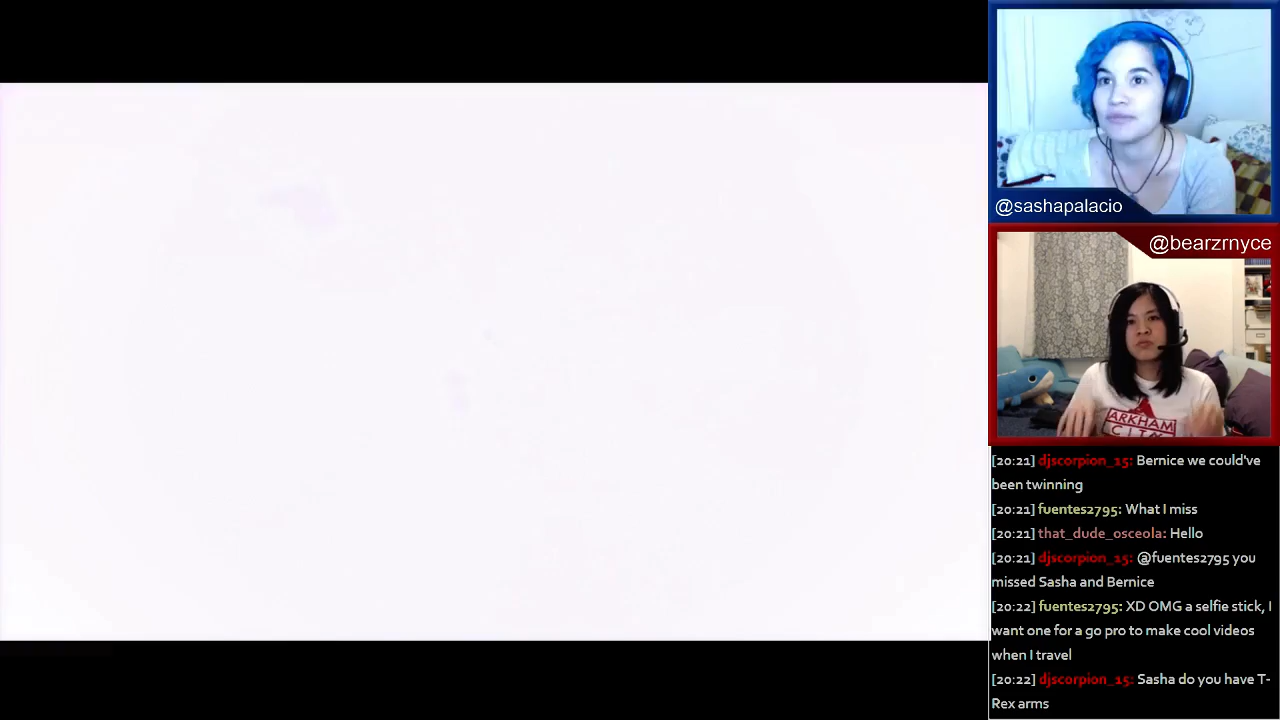 @sashapalacio
@bearzrnyce
ARKHAM
CITY
[20:21] djscorpion_15: Bernice we could've
been twinning
[20:21] fuentes2795: What I miss
[20:21] that_dude_osceola: Hello
[20:21] djscorpion_15: @fuentes2795 you
missed Sasha and Bernice
[20:22] fuentes2795: XD OMG a selfie stick, I
want one for a go pro to make cool videos
when I travel
[20:22] djscorpion_15: Sasha do you have T-
Rex arms